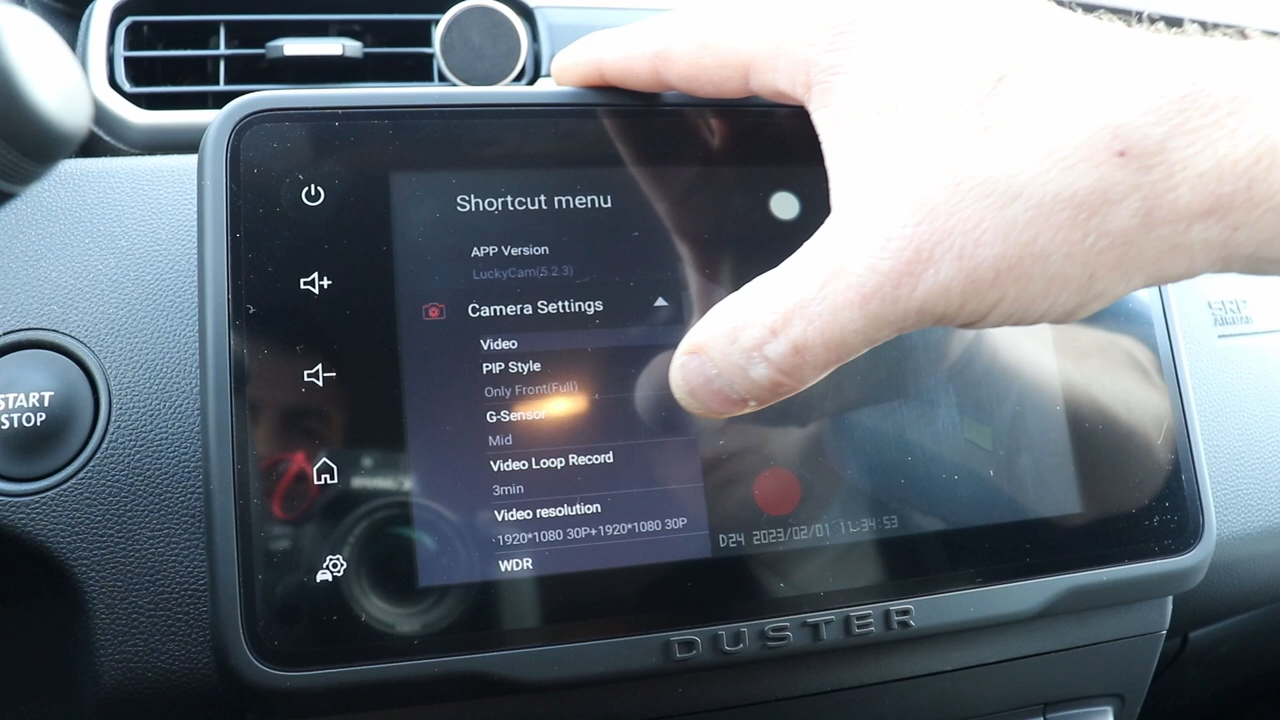 START
STOP
Shortcut menu
APP Version
LuckyCam(5.2.3)
Camera Settings
Video
PIP Style
Only Front(Full)
G-Sensor
Mid
Video Loop Record
3min
Video resolution
1920*1080 30P+1920*1080 30P
WDR
D24 2023/02/01 11:34:53
DUSTER
SRP
AIRBAG